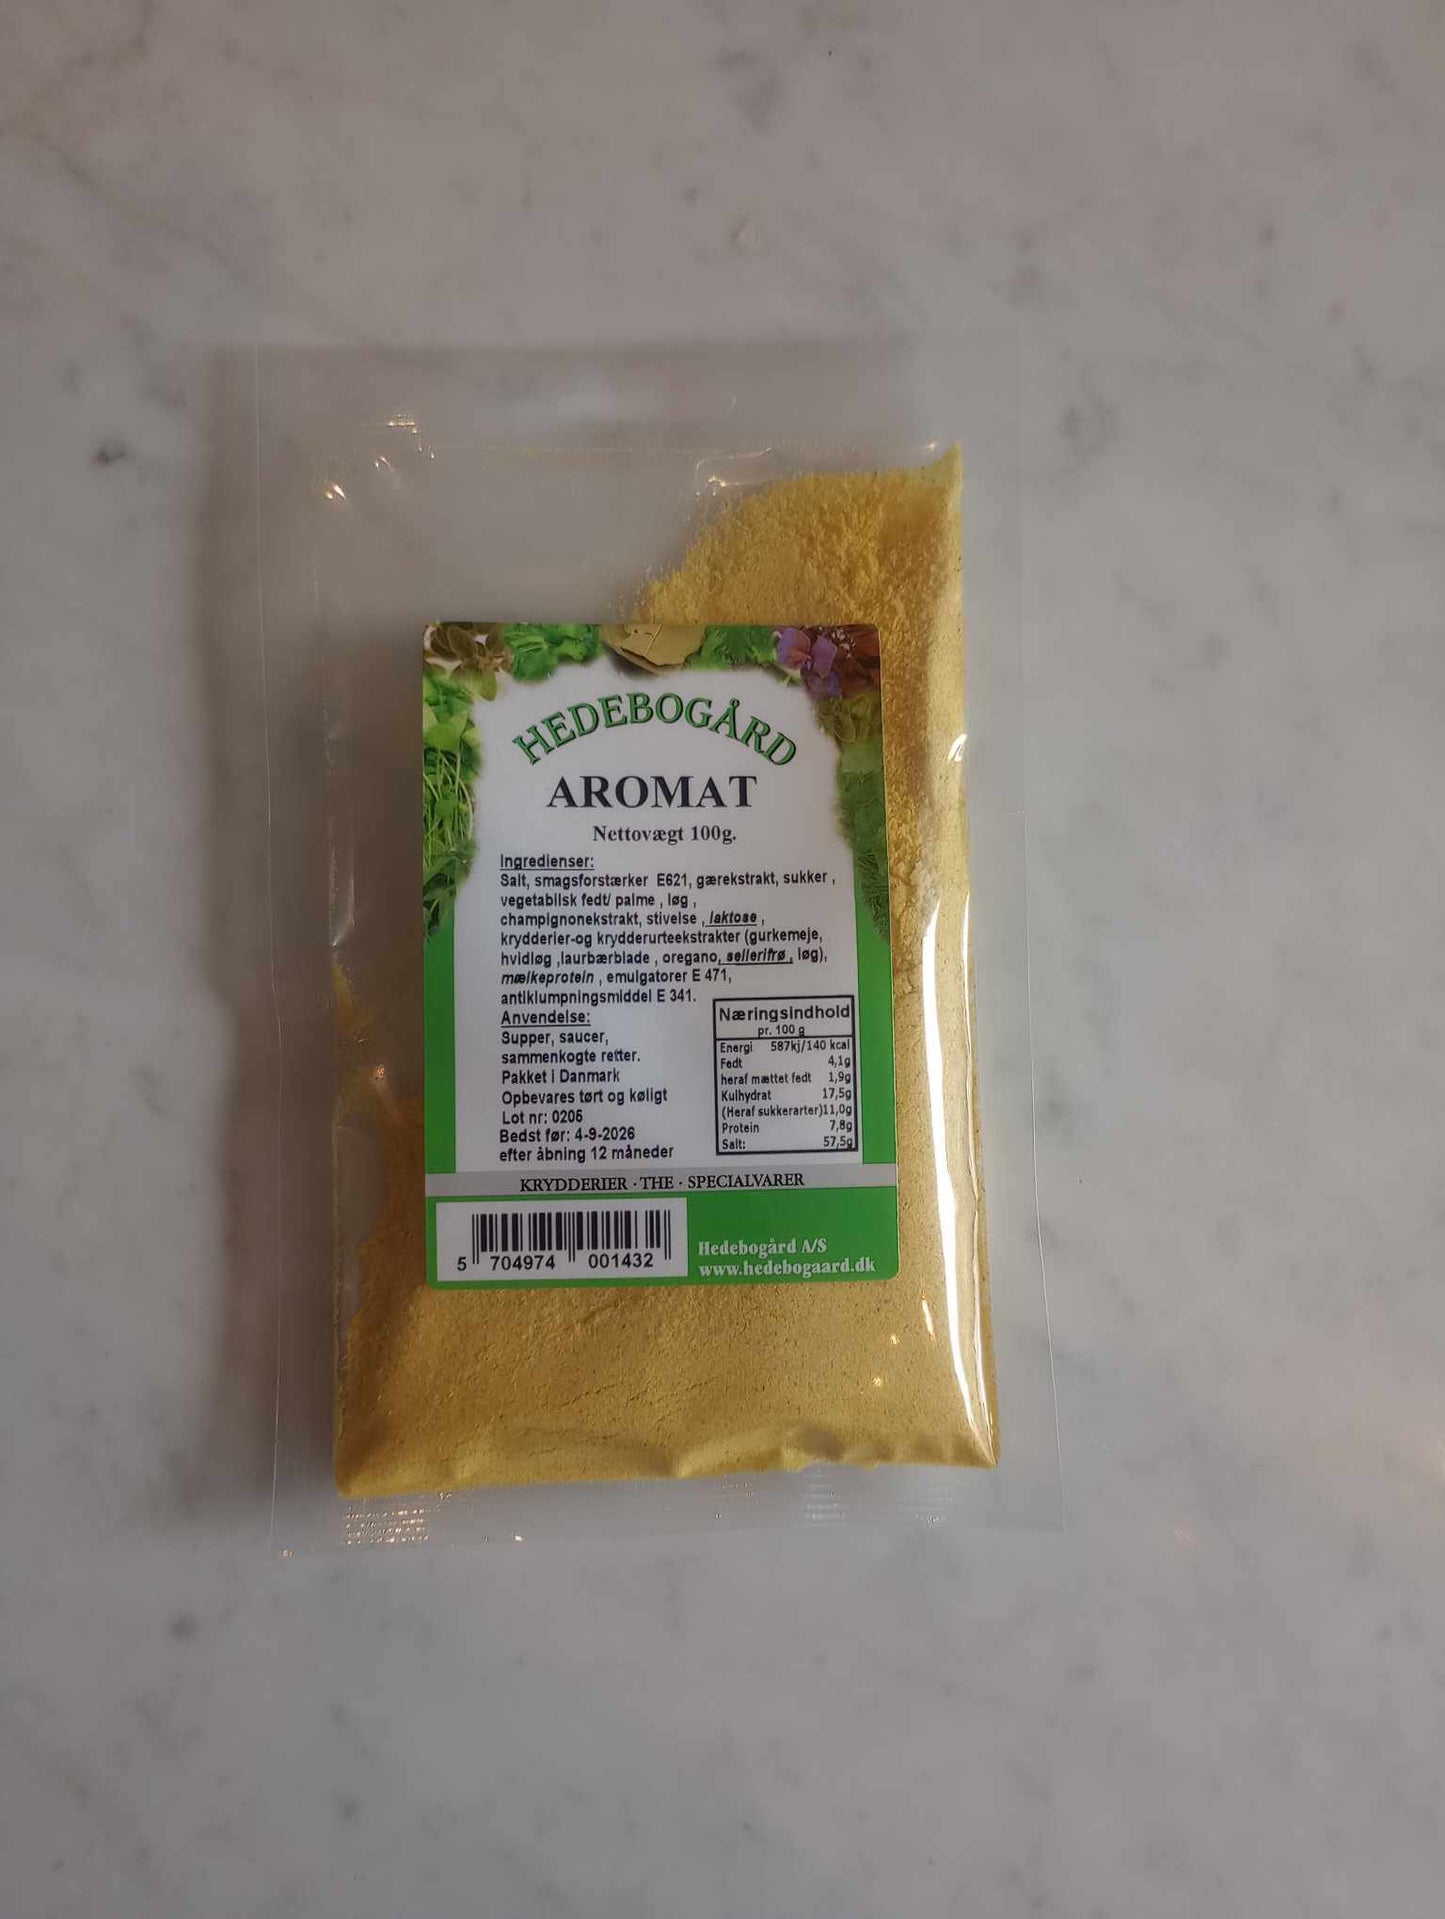 HEDEBOGÅRD
AROMAT
Nettovægt 100g.
Ingredienser:
Salt, smagsforstærker E621, gærekstrakt, sukker ,
vegetabilsk fedt/ palme , løg ,
champignonekstrakt, stivelse , laktose ,
krydderier-og krydderurteekstrakter (gurkemeje,
hvidløg ,laurbærblade , oregano, sellerifrø , løg),
mælkeprotein , emulgatorer E 471,
antiklumpningsmiddel E 341.
Anvendelse:
Supper, saucer,
sammenkogte retter.
Pakket i Danmark
Opbevares tørt og køligt
Lot nr: 0206
Bedst før: 4-9-2026
efter åbning 12 måneder
Næringsindhold
pr. 100 g
Energi 587kj/140 kcal
Fedt 4,1g
heraf mættet fedt 1,9g
Kulhydrat 17,5g
(Heraf sukkerarter)11,0g
Protein 7,8g
Salt: 57,5g
KRYDDERIER · THE · SPECIALVARER
5 704974 001432
Hedebogård A/S
www.hedebogaard.dk